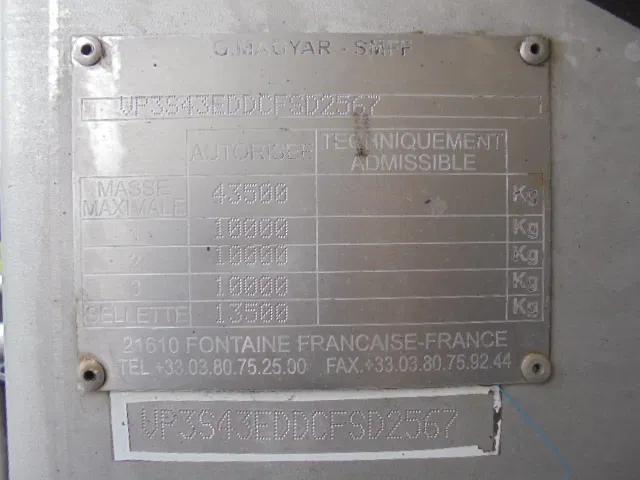 G.MAGYAR - SMFF
VP3S43EDDCFSD2567
AUTORISEE TECHNIQUEMENT ADMISSIBLE
MASSE MAXIMALE 43500 Kg
1 10000 Kg
2 10000 Kg
3 10000 Kg
SELLETTE 13500 Kg
21610 FONTAINE FRANCAISE-FRANCE
TEL.+33.03.80.75.25.00 FAX.+33.03.80.75.92.44
VP3S43EDDCFSD2567